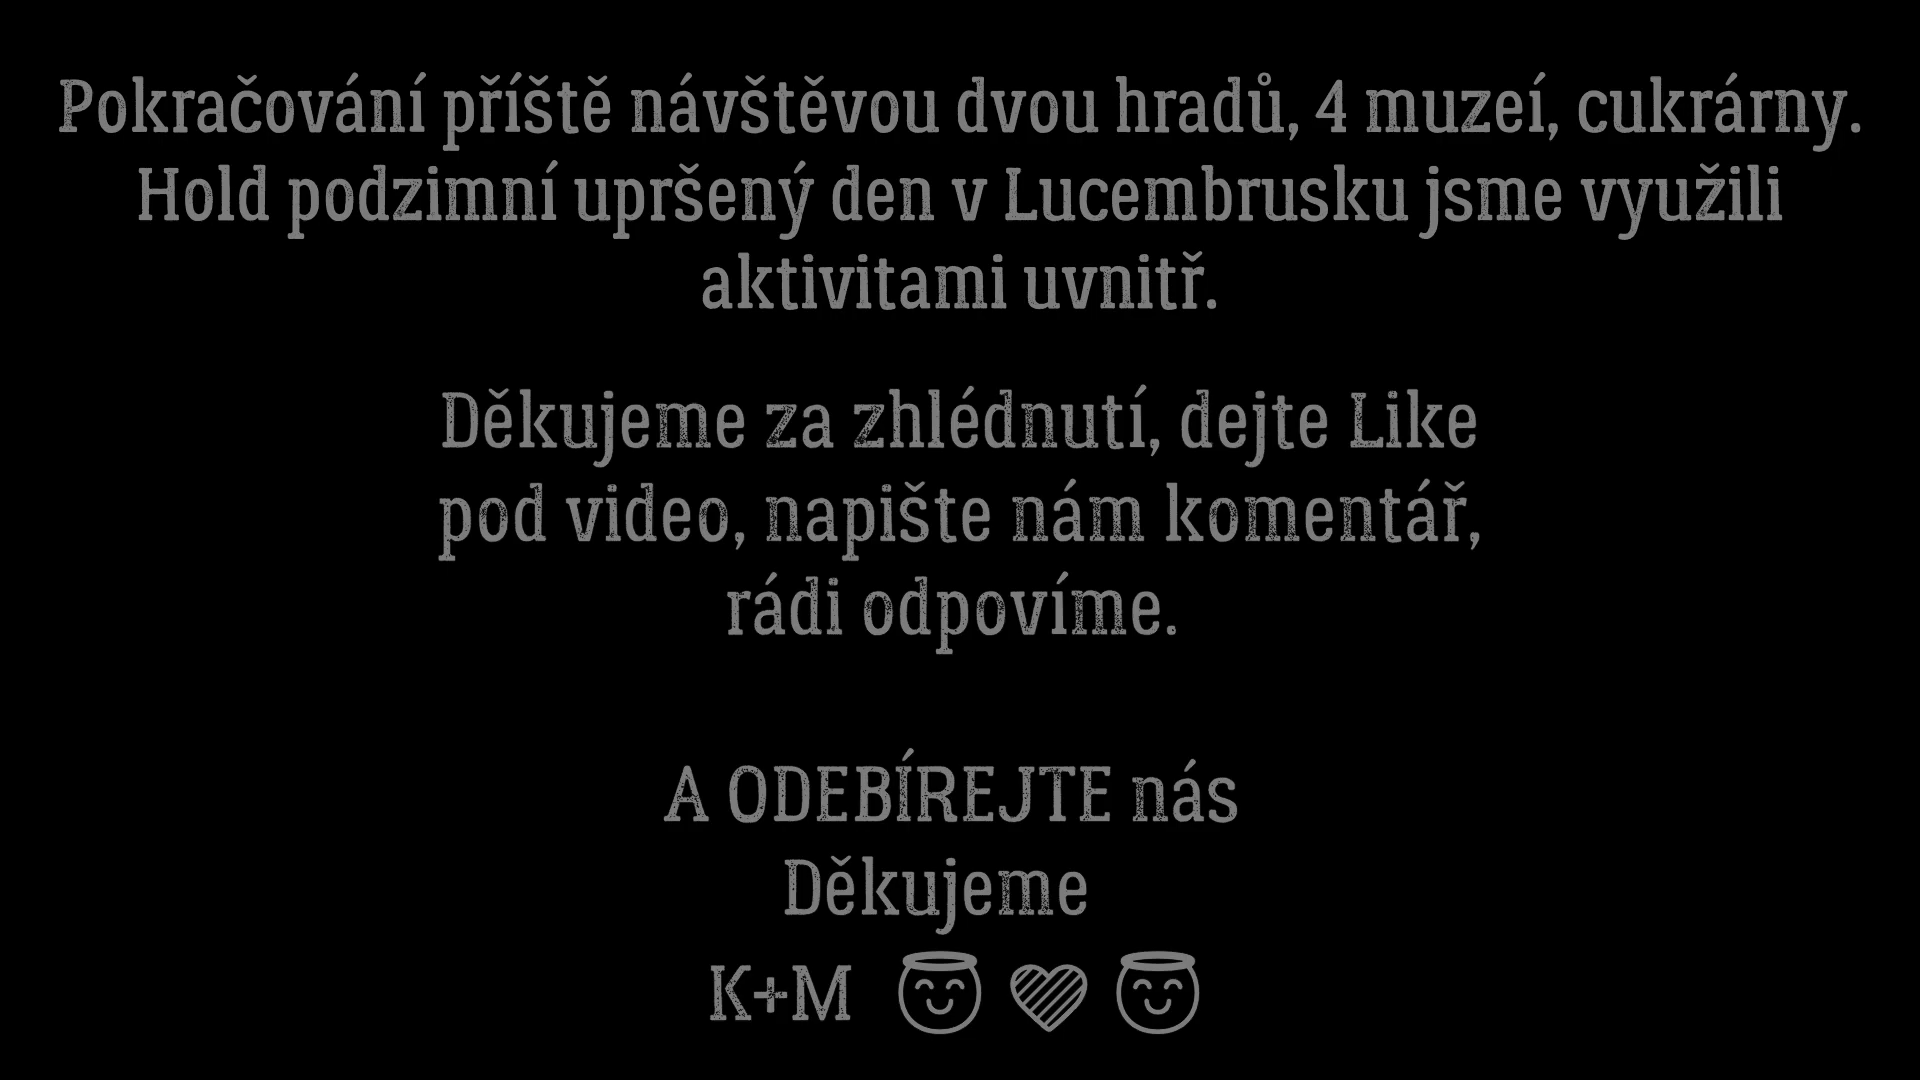 Pokračování příště návštěvou dvou hradů, 4 muzeí, cukrárny.
Hold podzimní upršený den v Lucembrusku jsme využili
aktivitami uvnitř.
Děkujeme za zhlédnutí, dejte Like
pod video, napište nám komentář,
rádi odpovíme.
A ODEBÍREJTE nás
Děkujeme
K+M